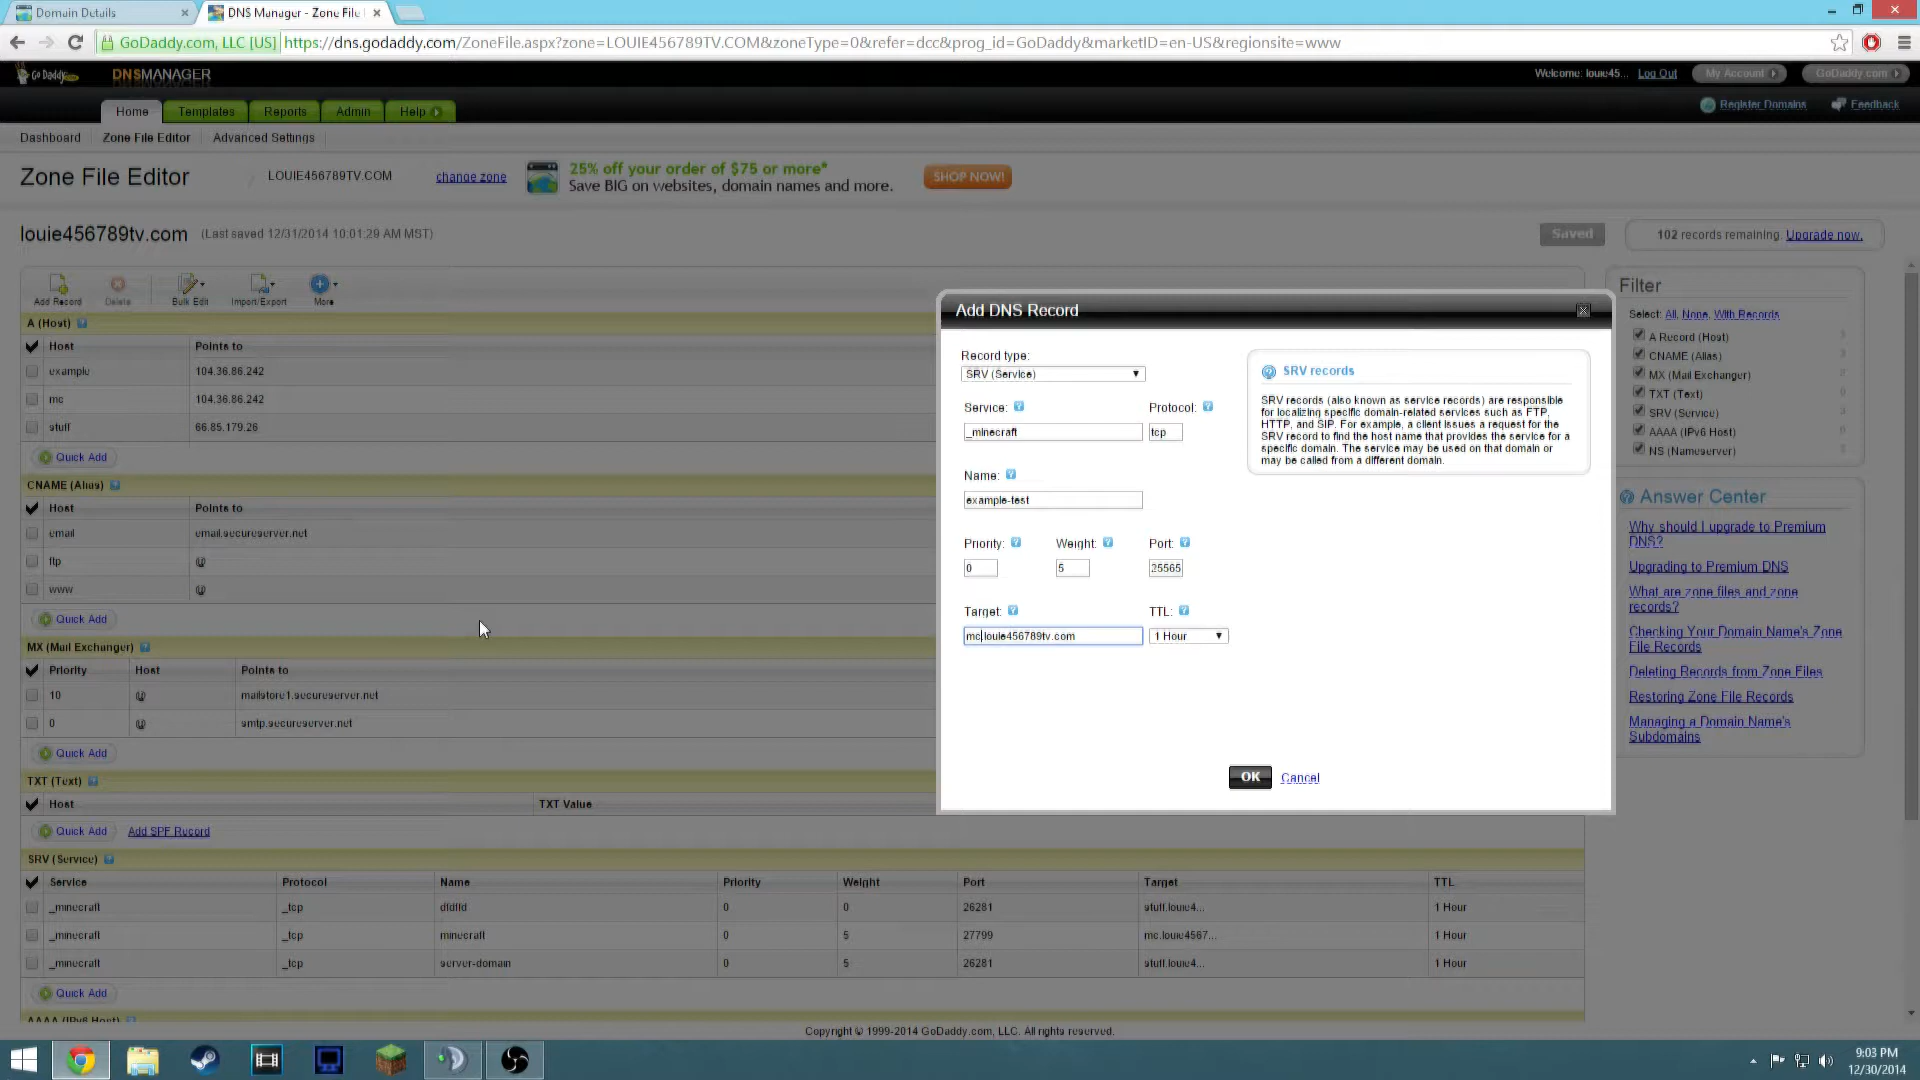 Domain Details
DNS Manager - Zone File
GoDaddy.com, LLC [US]
https://dns.godaddy.com/ZoneFile.aspx?zone=LOUIE456789TV.COM&zoneType=0&refer=dcc&prog_id=GoDaddy&marketID=en-US&regionsite=www
Go Daddy
DNSMANAGER
Welcome: louie45...
Log Out
My Account
GoDaddy.com
Home
Templates
Reports
Admin
Help
Register Domains
Feedback
Dashboard
Zone File Editor
Advanced Settings
Zone File Editor
LOUIE456789TV.COM
change zone
25% off your order of $75 or more*
Save BIG on websites, domain names and more.
SHOP NOW!
louie456789tv.com
(Last saved 12/31/2014 10:01:29 AM MST)
Saved
102 records remaining. Upgrade now.
Add Record
Delete
Bulk Edit
Import/Export
More
A (Host)
Host Points to
example 104.36.86.242
mc 104.36.86.242
stuff 66.85.179.26
Quick Add
CNAME (Alias)
Host Points to
email email.secureserver.net
ftp @
www @
Quick Add
MX (Mail Exchanger)
Priority Host Points to
10 @ mailstore1.secureserver.net
0 @ smtp.secureserver.net
Quick Add
TXT (Text)
Host TXT Value
Quick Add Add SPF Record
SRV (Service)
Service Protocol Name Priority Weight Port Target TTL
_minecraft _tcp dfdffd 0 0 26281 stuff.louie4... 1 Hour
_minecraft _tcp minecraft 0 5 27799 mc.louie4567... 1 Hour
_minecraft _tcp server-domain 0 5 26281 stuff.louie4... 1 Hour
Quick Add
AAAA (IPv6 Host)
Add DNS Record
Record type:
SRV (Service)
Service: Protocol:
_minecraft tcp
Name:
example-test
Priority: Weight: Port:
0 5 25565
Target: TTL:
mc.louie456789tv.com 1 Hour
OK Cancel
SRV records
SRV records (also known as service records) are responsible
for localizing specific domain-related services such as FTP,
HTTP, and SIP. For example, a client issues a request for the
SRV record to find the host name that provides the service for a
specific domain. The service may be used on that domain or
may be called from a different domain.
Filter
Select: All, None, With Records
A Record (Host) 3
CNAME (Alias) 3
MX (Mail Exchanger)
TXT (Text) 0
SRV (Service) 3
AAAA (IPv6 Host) 0
NS (Nameserver)
Answer Center
Why should I upgrade to Premium
DNS?
Upgrading to Premium DNS
What are zone files and zone
records?
Checking Your Domain Name's Zone
File Records
Deleting Records from Zone Files
Restoring Zone File Records
Managing a Domain Name's
Subdomains
Copyright © 1999-2014 GoDaddy.com, LLC. All rights reserved.
9:03 PM
12/30/2014